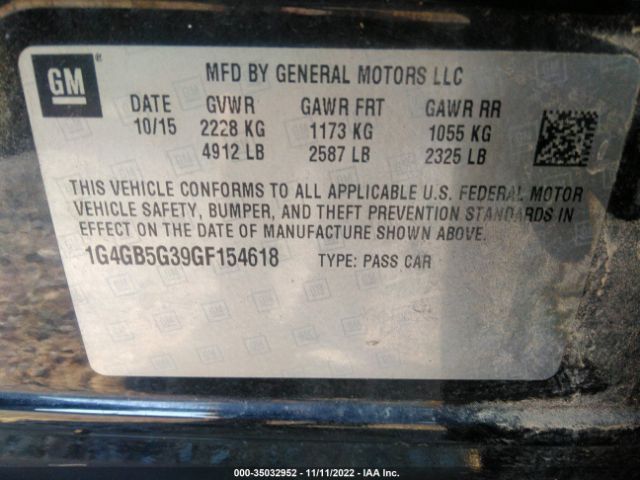 GM ®
MFD BY GENERAL MOTORS LLC
DATE GVWR GAWR FRT GAWR RR
10/15 2228 KG 1173 KG 1055 KG
4912 LB 2587 LB 2325 LB
THIS VEHICLE CONFORMS TO ALL APPLICABLE U.S. FEDERAL MOTOR
VEHICLE SAFETY, BUMPER, AND THEFT PREVENTION STANDARDS IN
EFFECT ON THE DATE OF MANUFACTURE SHOWN ABOVE.
1G4GB5G39GF154618 TYPE: PASS CAR
000-35032952 - 11/11/2022 - IAA Inc.